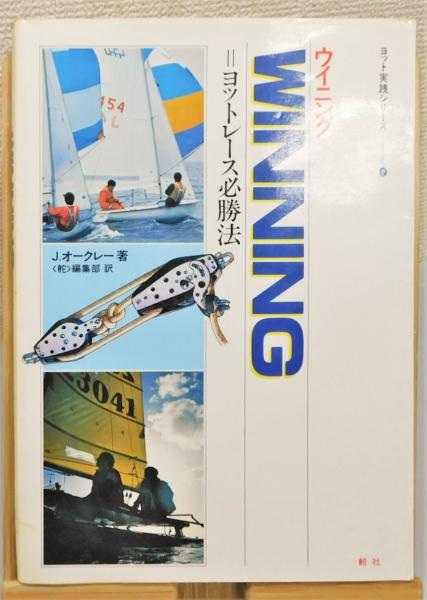 ヨット実践シリーズ
ウイニング
WINNING
=ヨットレース必勝法
154
L
J.オークレー著
〈舵〉編集部 訳
3041
舵社